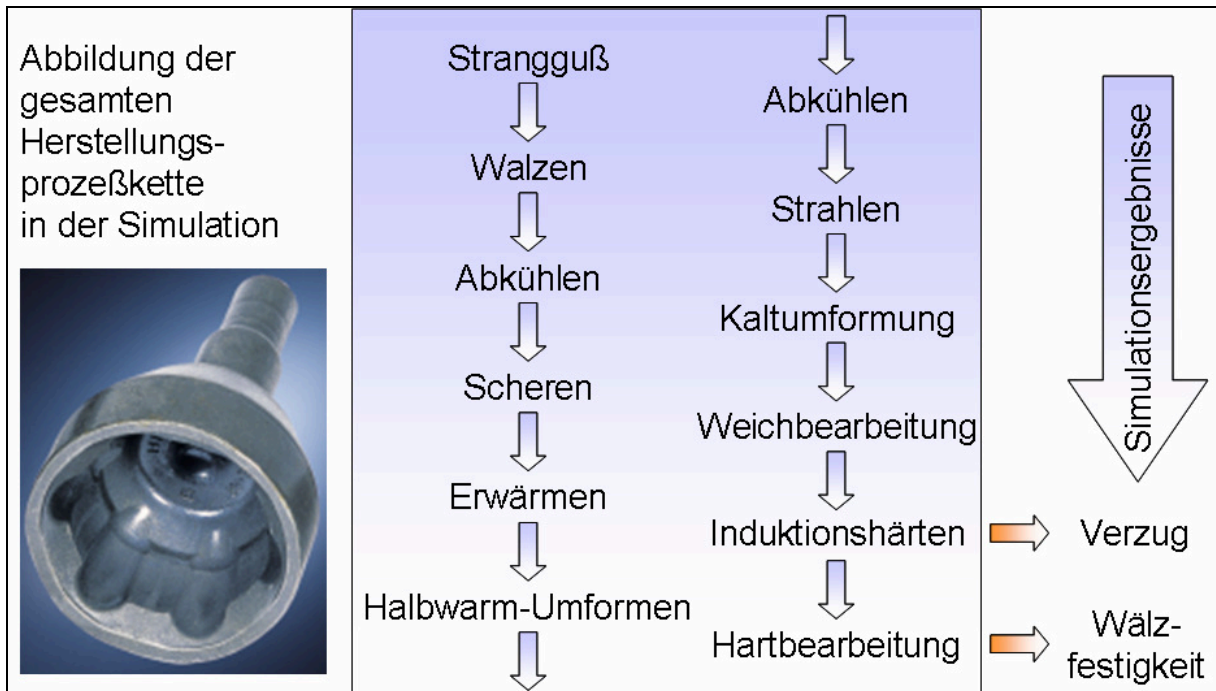 Abbildung der
gesamten
Herstellungs-
prozeßkette
in der Simulation
Strangguß
Walzen
Abkühlen
Scheren
Erwärmen
Halbwarm-Umformen
Abkühlen
Strahlen
Kaltumformung
Weichbearbeitung
Induktionshärten
Hartbearbeitung
Simulationsergebnisse
Verzug
Wälz-
festigkeit